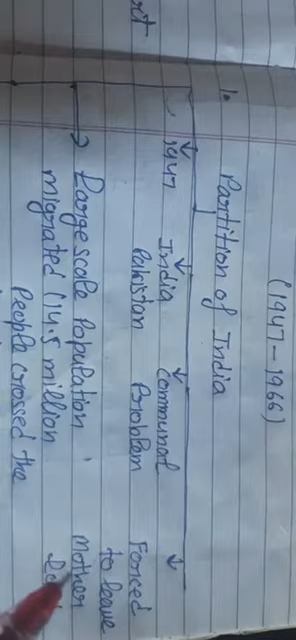 (1947-1966)
1. Partition of India
1947
India Pakistan
Communal Problem
Forced to leave Mother
Large scale Population
migrated (14.5 million
People crossed the